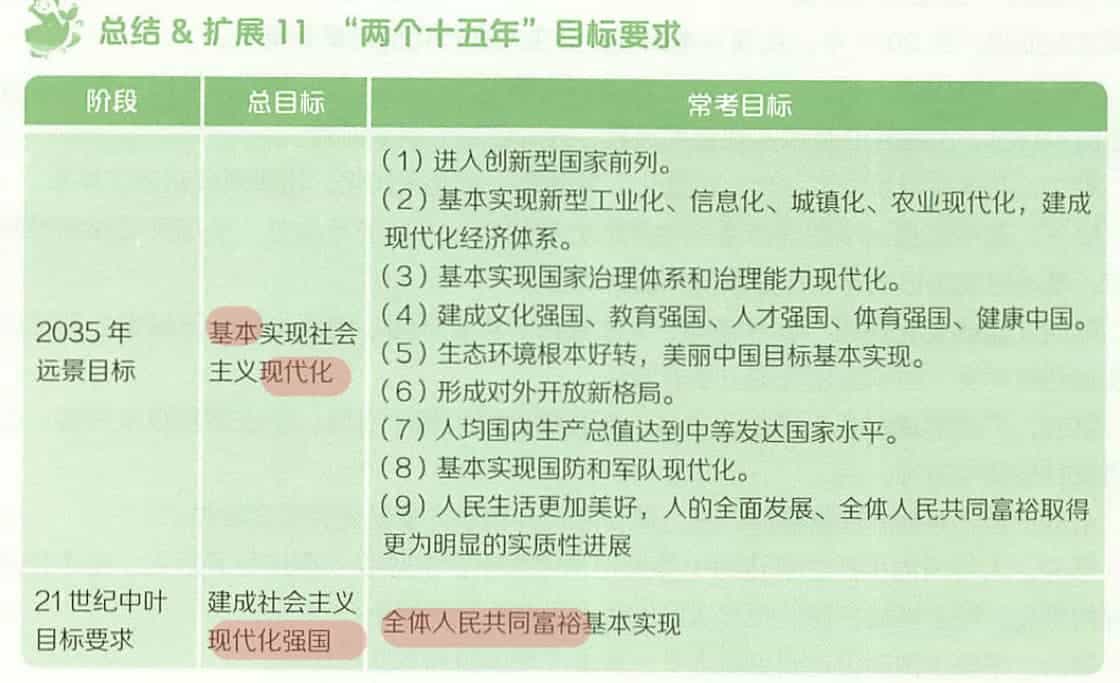 总结 & 扩展 11 “两个十五年”目标要求
阶段 总目标 常考目标
2035 年
远景目标
基本实现社会
主义现代化
（1）进入创新型国家前列。
（2）基本实现新型工业化、信息化、城镇化、农业现代化，建成
现代化经济体系。
（3）基本实现国家治理体系和治理能力现代化。
（4）建成文化强国、教育强国、人才强国、体育强国、健康中国。
（5）生态环境根本好转，美丽中国目标基本实现。
（6）形成对外开放新格局。
（7）人均国内生产总值达到中等发达国家水平。
（8）基本实现国防和军队现代化。
（9）人民生活更加美好，人的全面发展、全体人民共同富裕取得
更为明显的实质性进展
21 世纪中叶
目标要求
建成社会主义
现代化强国
全体人民共同富裕基本实现